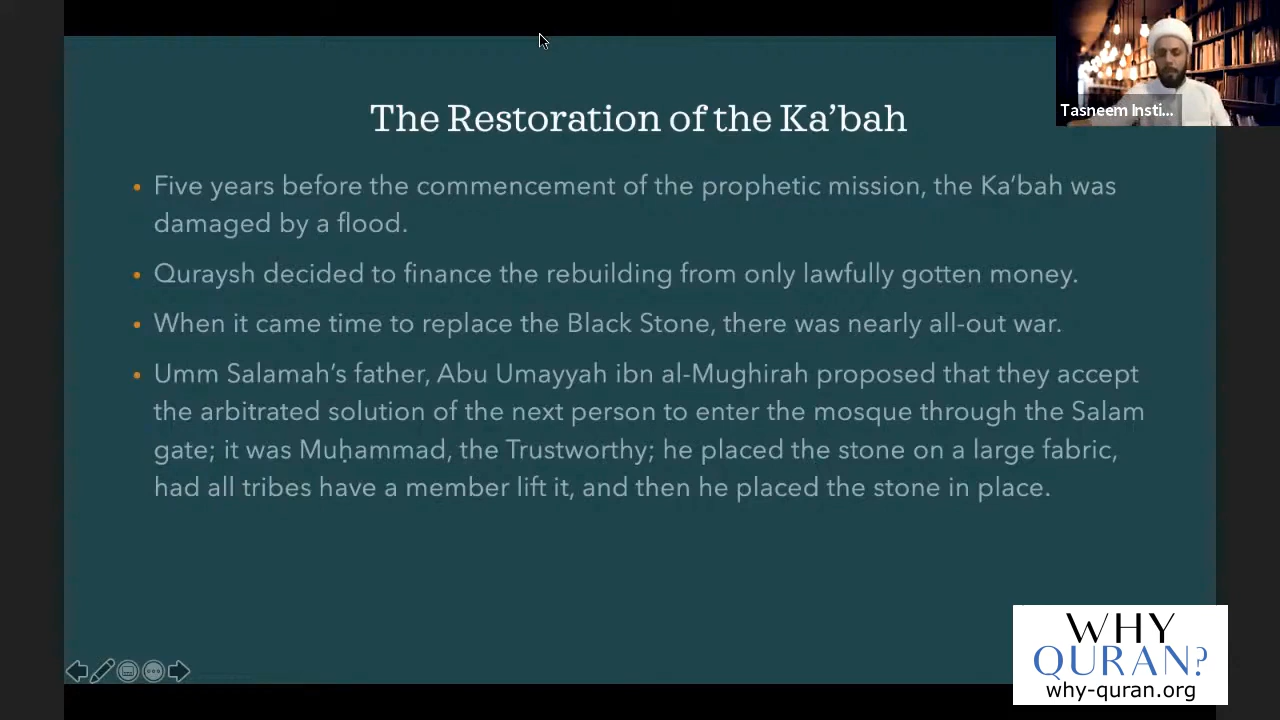 The Restoration of the Ka’bah
• Five years before the commencement of the prophetic mission, the Ka’bah was
damaged by a flood.
• Quraysh decided to finance the rebuilding from only lawfully gotten money.
• When it came time to replace the Black Stone, there was nearly all-out war.
• Umm Salamah’s father, Abu Umayyah ibn al-Mughirah proposed that they accept
the arbitrated solution of the next person to enter the mosque through the Salam
gate; it was Muḥammad, the Trustworthy; he placed the stone on a large fabric,
had all tribes have a member lift it, and then he placed the stone in place.
Tasneem Insti...
WHY
QURAN?
why-quran.org